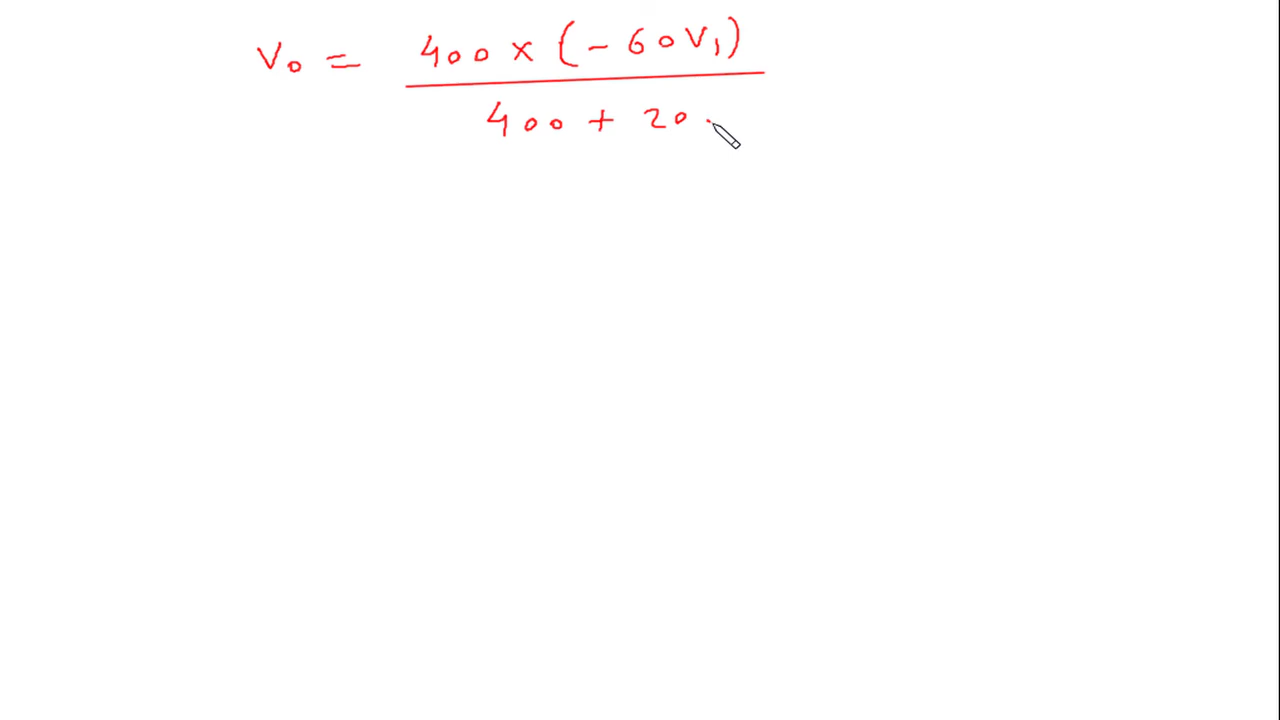 V₀ = 400 × (- 60V₁)
400 + 20